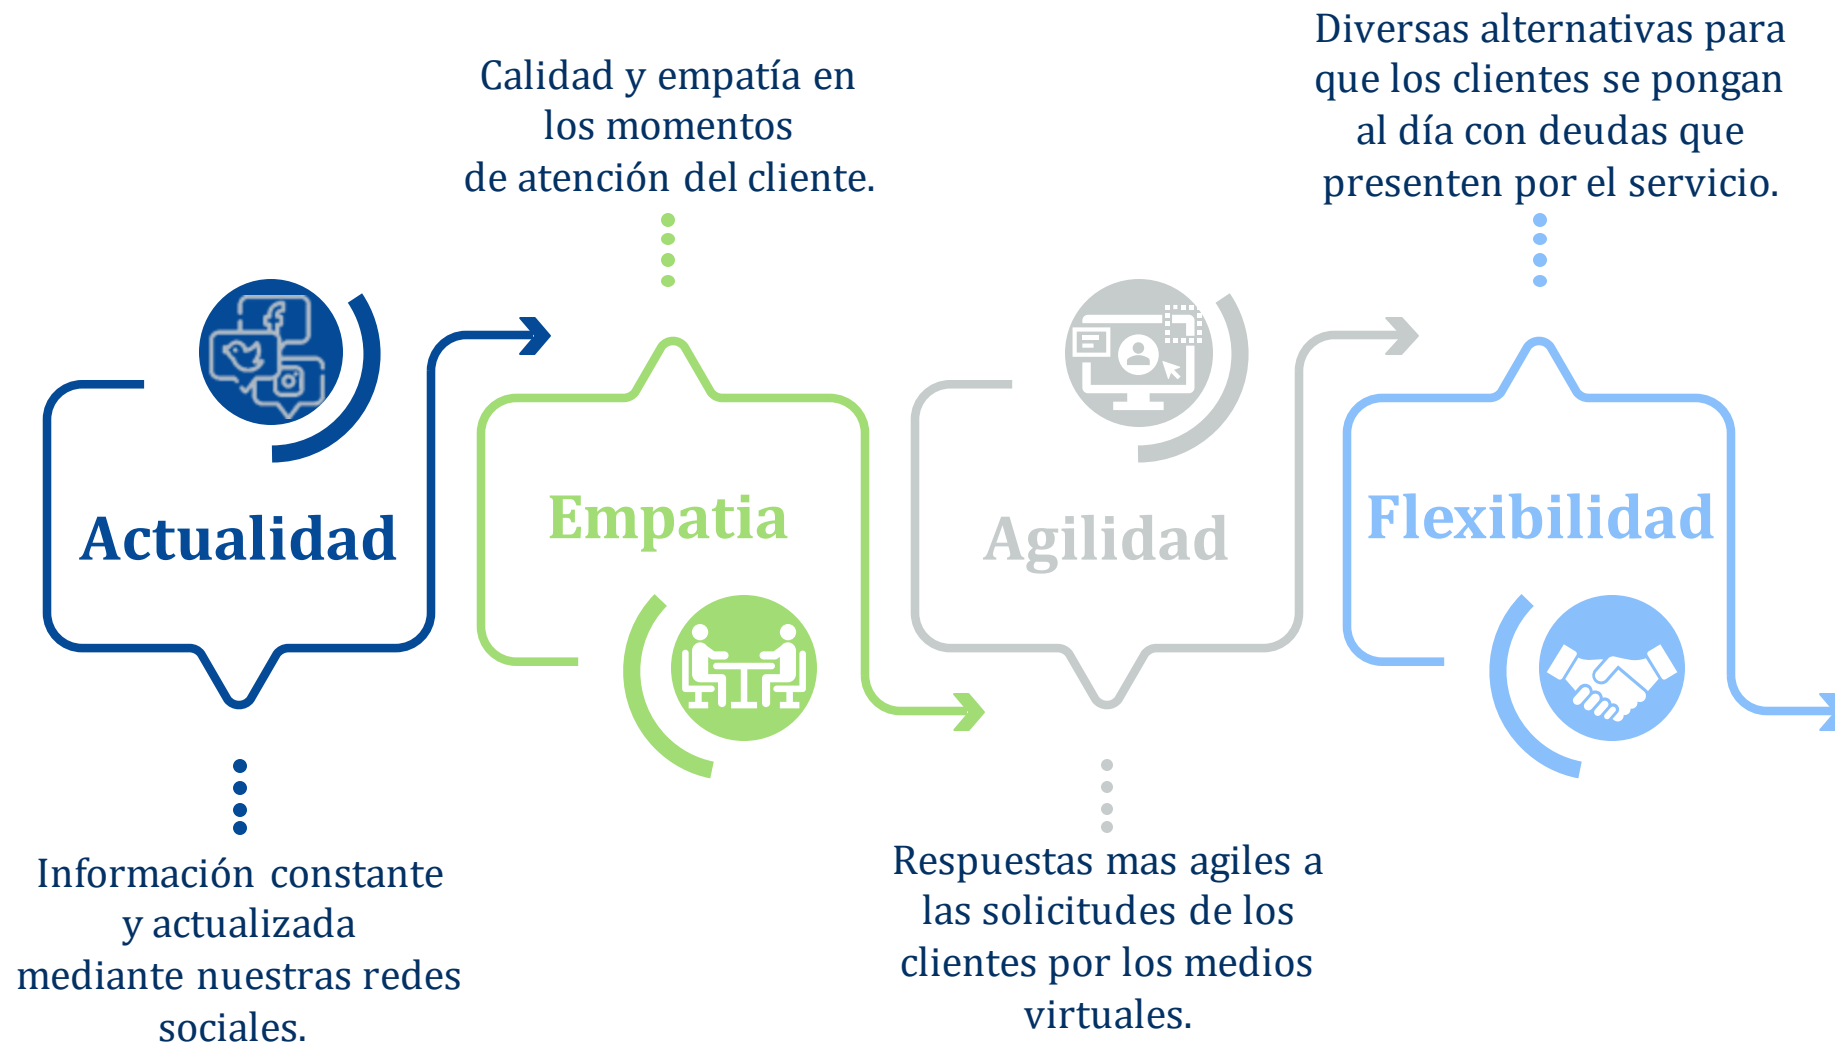 Actualidad
Información constante
y actualizada
mediante nuestras redes
sociales.
Calidad y empatía en
los momentos
de atención del cliente.
Empatia
Agilidad
Respuestas mas agiles a
las solicitudes de los
clientes por los medios
virtuales.
Diversas alternativas para
que los clientes se pongan
al día con deudas que
presenten por el servicio.
Flexibilidad